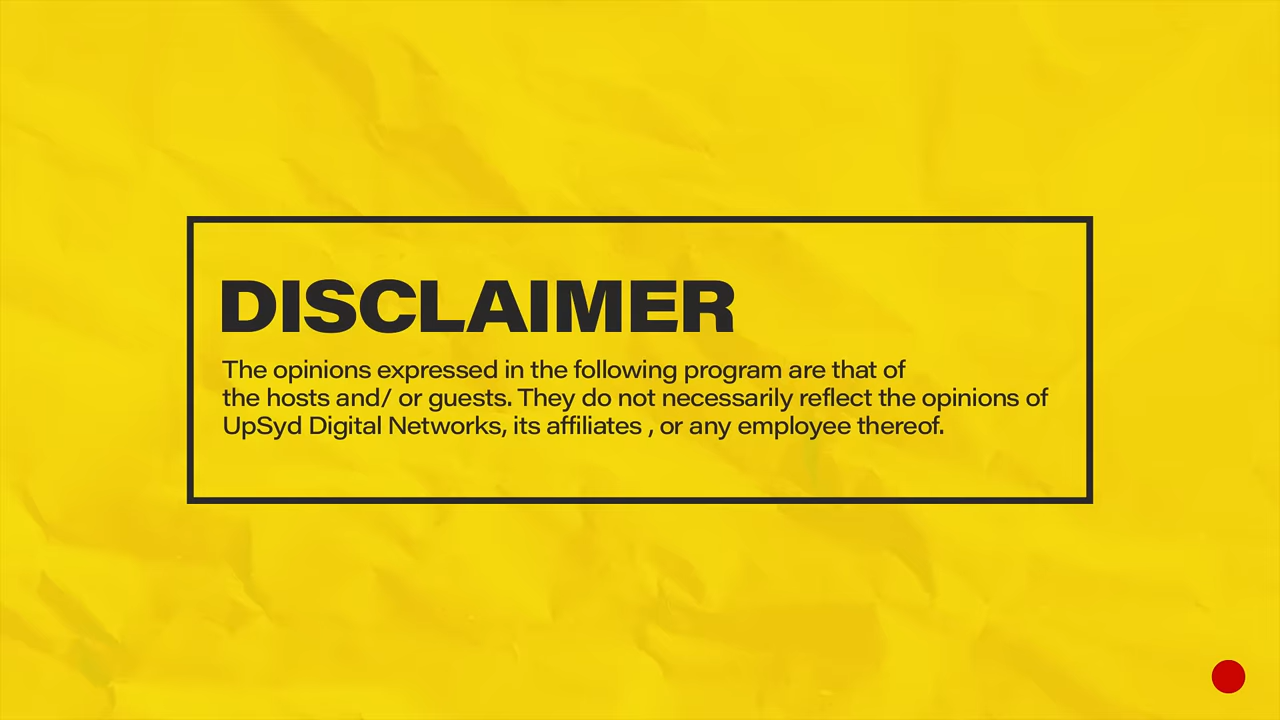 DISCLAIMER
The opinions expressed in the following program are that of
the hosts and/ or guests. They do not necessarily reflect the opinions of
UpSyd Digital Networks, its affiliates , or any employee thereof.